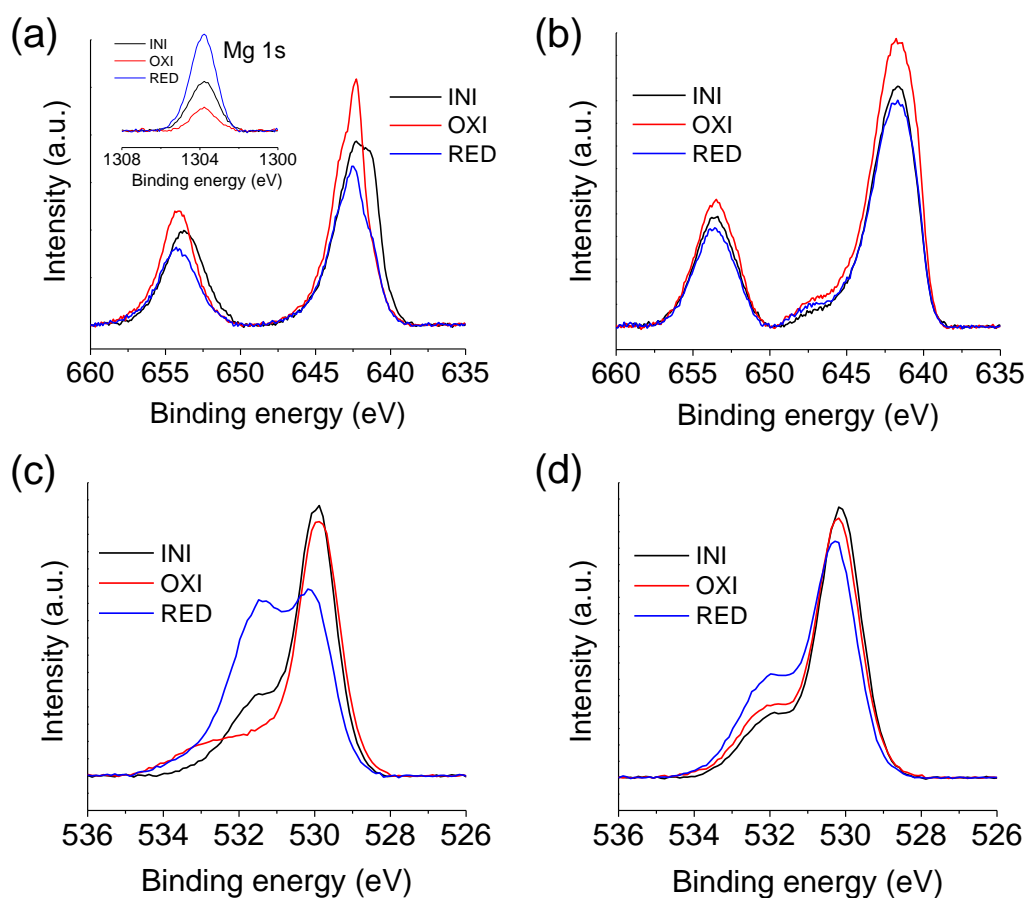 (a)
INI
OXI
RED
Mg 1s
1308 1304 1300
Binding energy (eV)
INI
OXI
RED
Intensity (a.u.)
660 655 650 645 640 635
Binding energy (eV)
(b)
INI
OXI
RED
Intensity (a.u.)
660 655 650 645 640 635
Binding energy (eV)
(c)
INI
OXI
RED
Intensity (a.u.)
536 534 532 530 528 526
Binding energy (eV)
(d)
INI
OXI
RED
Intensity (a.u.)
536 534 532 530 528 526
Binding energy (eV)